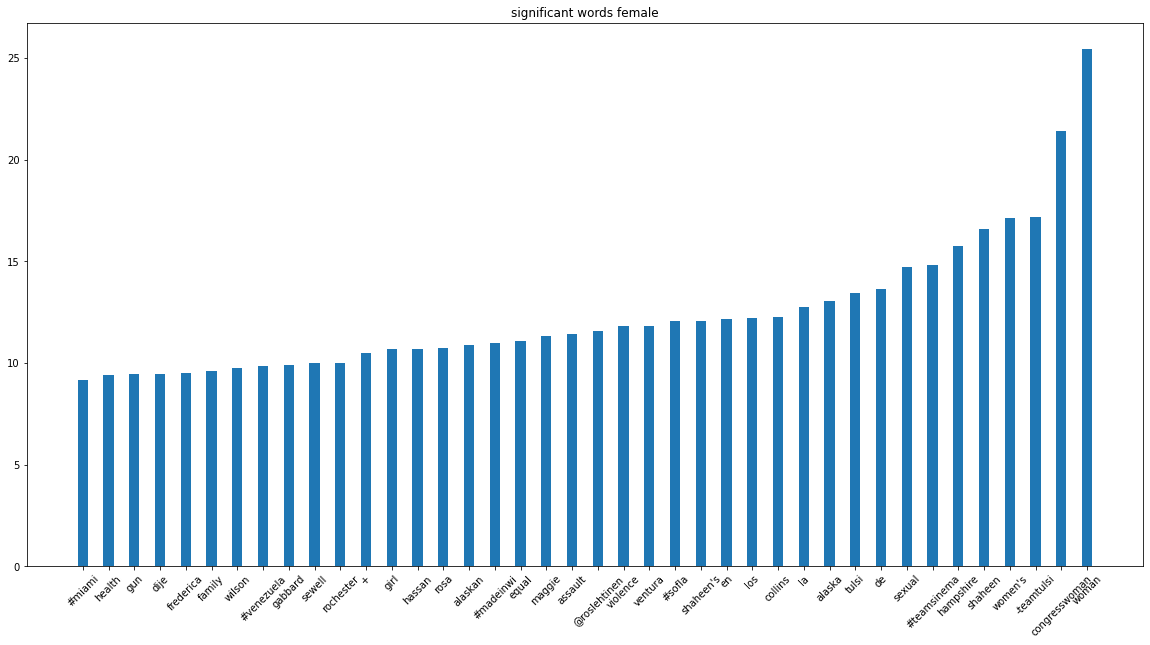 significant words female
25
20
15
10
5
0
#miami
health
gun
dije
frederica
family
wilson
#venezuela
gabbard
sewell
rochester
+
girl
hassan
rosa
alaskan
#madeinwi
equal
maggie
assault
@roslehtinen
violence
ventura
#sofla
shaheen's
en
los
collins
la
alaska
tulsi
de
sexual
#teamsinema
hampshire
shaheen
women's
-teamtulsi
congresswoman
woman